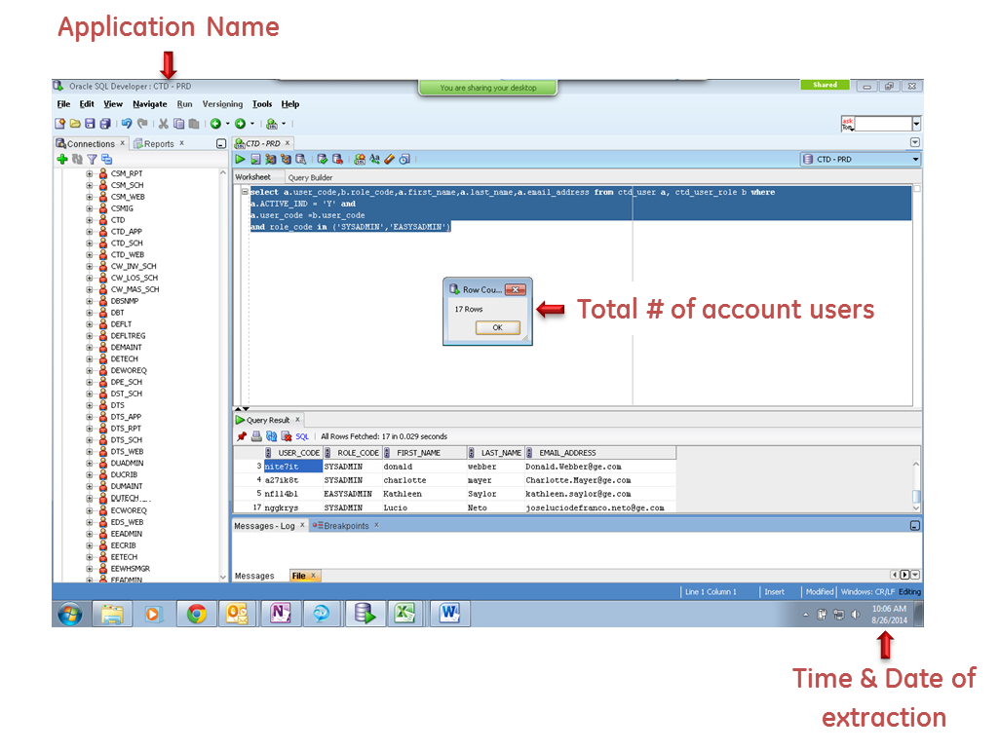 Application Name
Oracle SQL Developer : CTD - PRD
You are sharing your desktop
Shared
File Edit View Navigate Run Versioning Tools Help
Connections x Reports x
CTD - PRD x
CTD - PRD
Worksheet Query Builder
CSM_RPT
CSM_SCH
CSM_WEB
CSMIG
CTD
CTD_APP
CTD_SCH
CTD_WEB
CW_INV_SCH
CW_LOS_SCH
CW_MAS_SCH
DBSNMP
DBT
DEFLT
DEFLTREG
DEMAINT
DETECH
DEWOREQ
DPE_SCH
DST_SCH
DTS
DTS_APP
DTS_RPT
DTS_SCH
DTS_WEB
DUADMIN
DUCRIB
DUMAINT
DUTECH
ECWOREQ
EDS_WEB
EEADMIN
EECRIB
EETECH
EEWHSMGR
EFADMIN
select a.user_code,b.role_code,a.first_name,a.last_name,a.email_address from ctd_user a, ctd_user_role b where
a.ACTIVE_IND = 'Y' and
a.user_code =b.user_code
and role_code in ('SYSADMIN','EASYSADMIN')
Row Cou...
17 Rows
OK
Total # of account users
Query Result x
SQL | All Rows Fetched: 17 in 0.029 seconds
USER_CODE ROLE_CODE FIRST_NAME LAST_NAME EMAIL_ADDRESS
3 nite7it SYSADMIN donald webber Donald.Webber@ge.com
4 a27ik8t SYSADMIN charlotte mayer Charlotte.Mayer@ge.com
5 nf114bl EASYSADMIN Kathleen Saylor kathleen.saylor@ge.com
17 nggkrys SYSADMIN Lucio Neto joseluciodefranco.neto@ge.com
Messages - Log x Breakpoints x
Messages File x
Line 1 Column 1 Insert Modified Windows: CR/LF Editing
10:06 AM
8/26/2014
Time & Date of
extraction